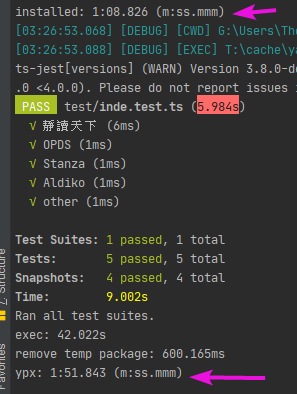 installed: 1:08.826 (m:ss.mmm)
[03:26:53.068] [DEBUG] [CWD] G:\Users\The
[03:26:53.088] [DEBUG] [EXEC] T:\cache\ya
ts-jest[versions] (WARN) Version 3.8.0-de
.0 <4.0.0). Please do not report issues i
PASS test/inde.test.ts (5.984s)
√ 靜讀天下 (6ms)
√ OPDS (1ms)
√ Stanza (1ms)
√ Aldiko (1ms)
√ other (1ms)
Test Suites: 1 passed, 1 total
Tests: 5 passed, 5 total
Snapshots: 4 passed, 4 total
Time: 9.002s
Ran all test suites.
exec: 42.022s
remove temp package: 600.165ms
ypx: 1:51.843 (m:ss.mmm)
7: Structure
Favorites